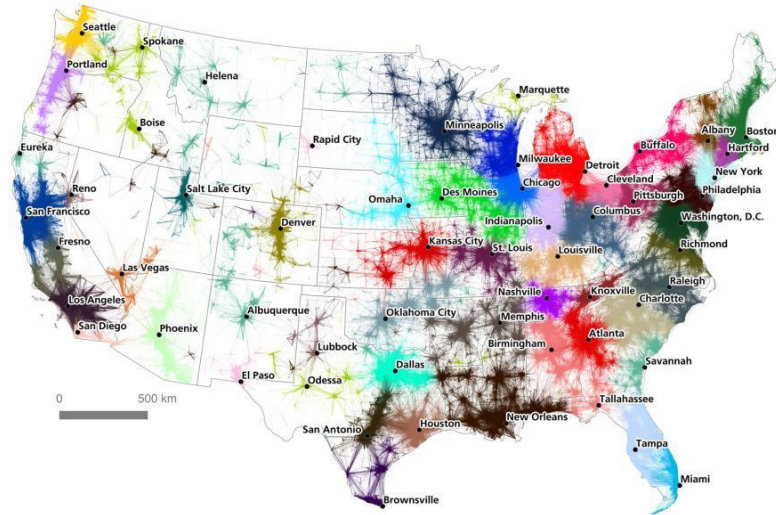 Seattle
Spokane
Portland
Helena
Marquette
Boise
Rapid City
Minneapolis
Milwaukee
Buffalo
Albany
Boston
Hartford
Eureka
Reno
Salt Lake City
Omaha
Des Moines
Chicago
Detroit
Cleveland
New York
Pittsburgh
Philadelphia
San Francisco
Denver
Indianapolis
Columbus
Washington, D.C.
Fresno
Las Vegas
Kansas City
St. Louis
Louisville
Richmond
Los Angeles
San Diego
Phoenix
Albuquerque
Oklahoma City
Nashville
Knoxville
Raleigh
Memphis
Charlotte
Birmingham
Atlanta
Lubbock
Dallas
El Paso
Odessa
Savannah
0 500 km
Tallahassee
San Antonio
Houston
New Orleans
Tampa
Miami
Brownsville